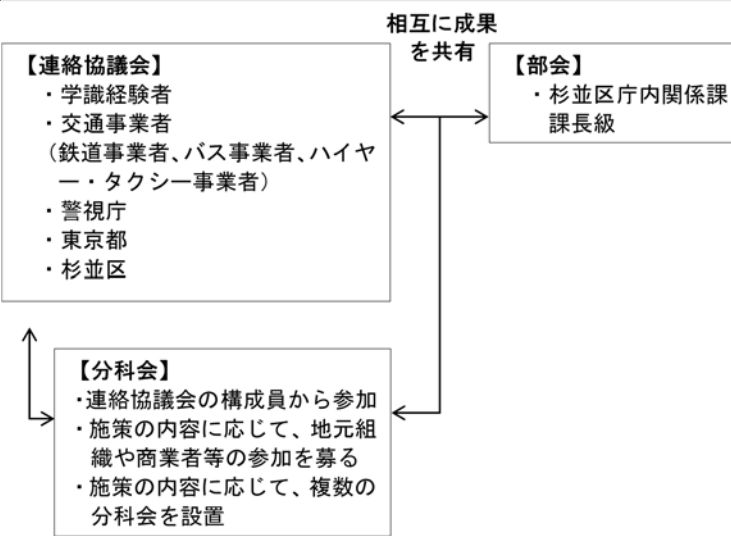 相互に成果
を共有
【連絡協議会】
・学識経験者
・交通事業者
（鉄道事業者、バス事業者、ハイヤ
ー・タクシー事業者）
・警視庁
・東京都
・杉並区
【部会】
・杉並区庁内関係課
課長級
【分科会】
・連絡協議会の構成員から参加
・施策の内容に応じて、地元組
織や商業者等の参加を募る
・施策の内容に応じて、複数の
分科会を設置